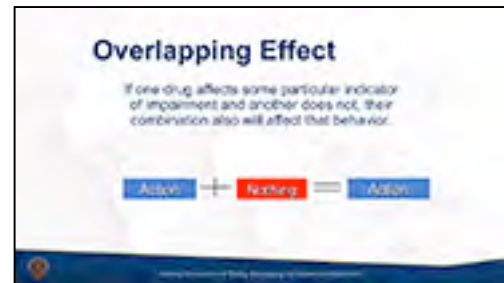 Overlapping Effect
If one drug affects some particular indicator
of impairment and another does not, their
combination also will affect that behavior.
Action + Nothing = Action